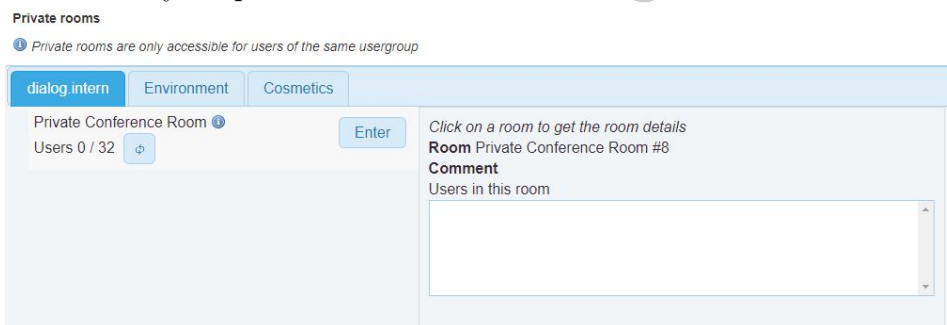 Private rooms
Private rooms are only accessible for users of the same usergroup
dialog.intern Environment Cosmetics
Private Conference Room
Users 0 / 32
Enter
Click on a room to get the room details
Room Private Conference Room #8
Comment
Users in this room